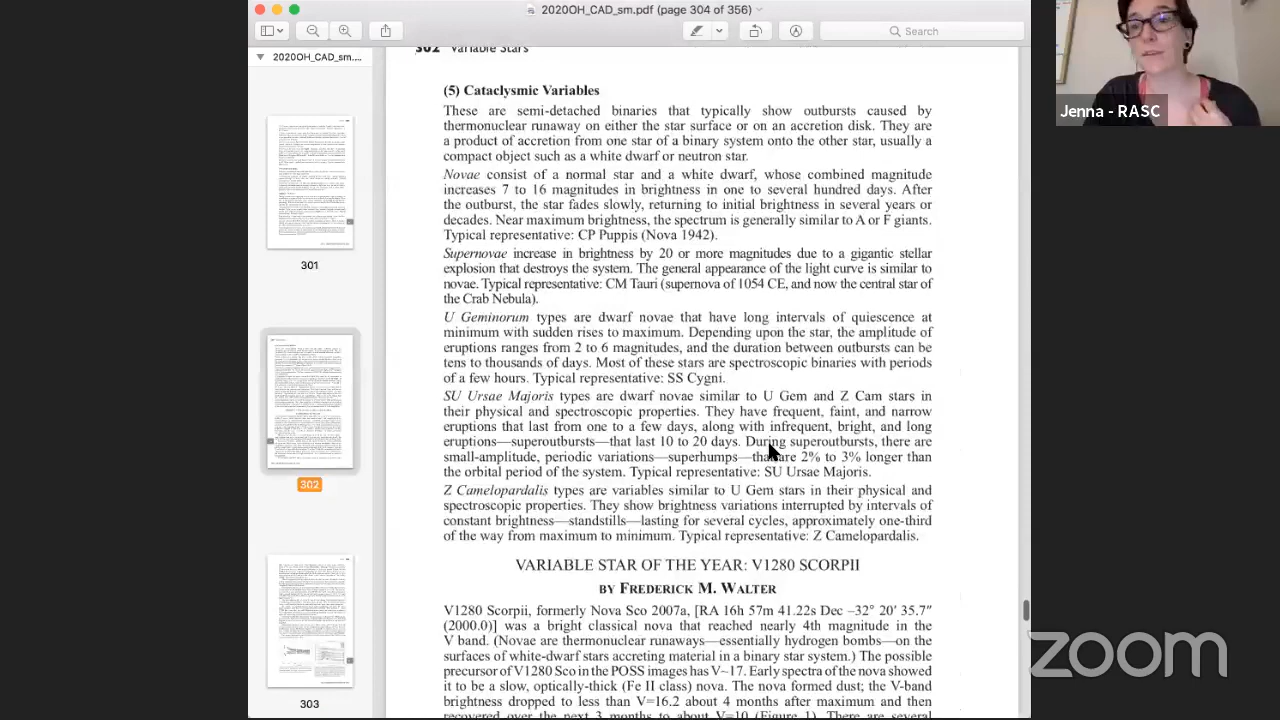 2020OH_CAD_sm.pdf (page 304 of 356)
Search
2020OH_CAD_sm....
301
302
303
302 Variable Stars
(5) Cataclysmic Variables
These are semi-detached binaries that typically show outbursts caused by
thermonuclear runaway on either the star surface or an accretion disk. They are
a product of accretion from one star of a binary system onto the other star, usually a
compact object such as a white dwarf or neutron star.
Novae consist of a cool star and a white dwarf, whose combined magnitude
increases 7 to 16 magnitudes in brightness in one to several hundred days. After
the outburst, the star fades slowly, returning to initial brightness in several years or
decades. Near maximum brightness, the spectrum is generally similar to A or F giants.
Typical representative: CP Puppis (Nova 1942).
Supernovae increase in brightness by 20 or more magnitudes due to a gigantic stellar
explosion that destroys the system. The general appearance of the light curve is similar to
novae. Typical representative: CM Tauri (supernova of 1054 CE, and now the central star of
the Crab Nebula).
U Geminorum types are dwarf novae that have long intervals of quiescence at
minimum with sudden rises to maximum. Depending upon the star, the amplitude of
eruptions ranges from 2 to 6 magnitudes, and the duration between outbursts can be
tens to thousands of days. Most of these stars are spectroscopic binaries with periods
of a few hours. Typical representative: SS Cygni.
SU Ursae Majoris types are dwarf novae, similar to U Gem and Z Cam stars in
their physical and spectroscopic properties. They have frequent, faint, and narrow
eruptions that last from one to a few days, along with infrequent, bright, and long
eruptions—superoutbursts—that last 10 to 20 days. During superoutbursts, there are
small-amplitude, periodic variations—superhumps—that are 2% to 3% longer than
the orbital period of the system. Typical representative: SU Ursae Majoris.
Z Camelopardalis types are variables similar to U Gem stars in their physical and
spectroscopic properties. They show brightness variations interrupted by intervals of
constant brightness—standstills—lasting for several cycles, approximately one-third
of the way from maximum to minimum. Typical representative: Z Camelopardalis.
VARIABLE STAR OF THE YEAR: V1280 SCORPII
FREDERICK M. WALTER
V1280 Scorpii, formerly Nova Sco 2007a, [RA Dec –32° 20′ 35.7″
(2000.0)] was a bright classical nova that reached nearly 4th magnitude in the
V band. (Novae are thermonuclear runaways—essentially hydrogen bombs—on the
surfaces of white-dwarf stars accreting material in a binary star system.) The possible
precursor of V1280 Sco in the POSS images has V~17. Early spectra of the nova showed
it to be a slow, optically-thick (Fe II class) nova. The nova formed dust; the V-band
brightness dropped to less than V=16.2 about 4 months after maximum and then
recovered over the next 3 months to about V=10 (Figure 1). There are several
Jenna - RASC
zoom